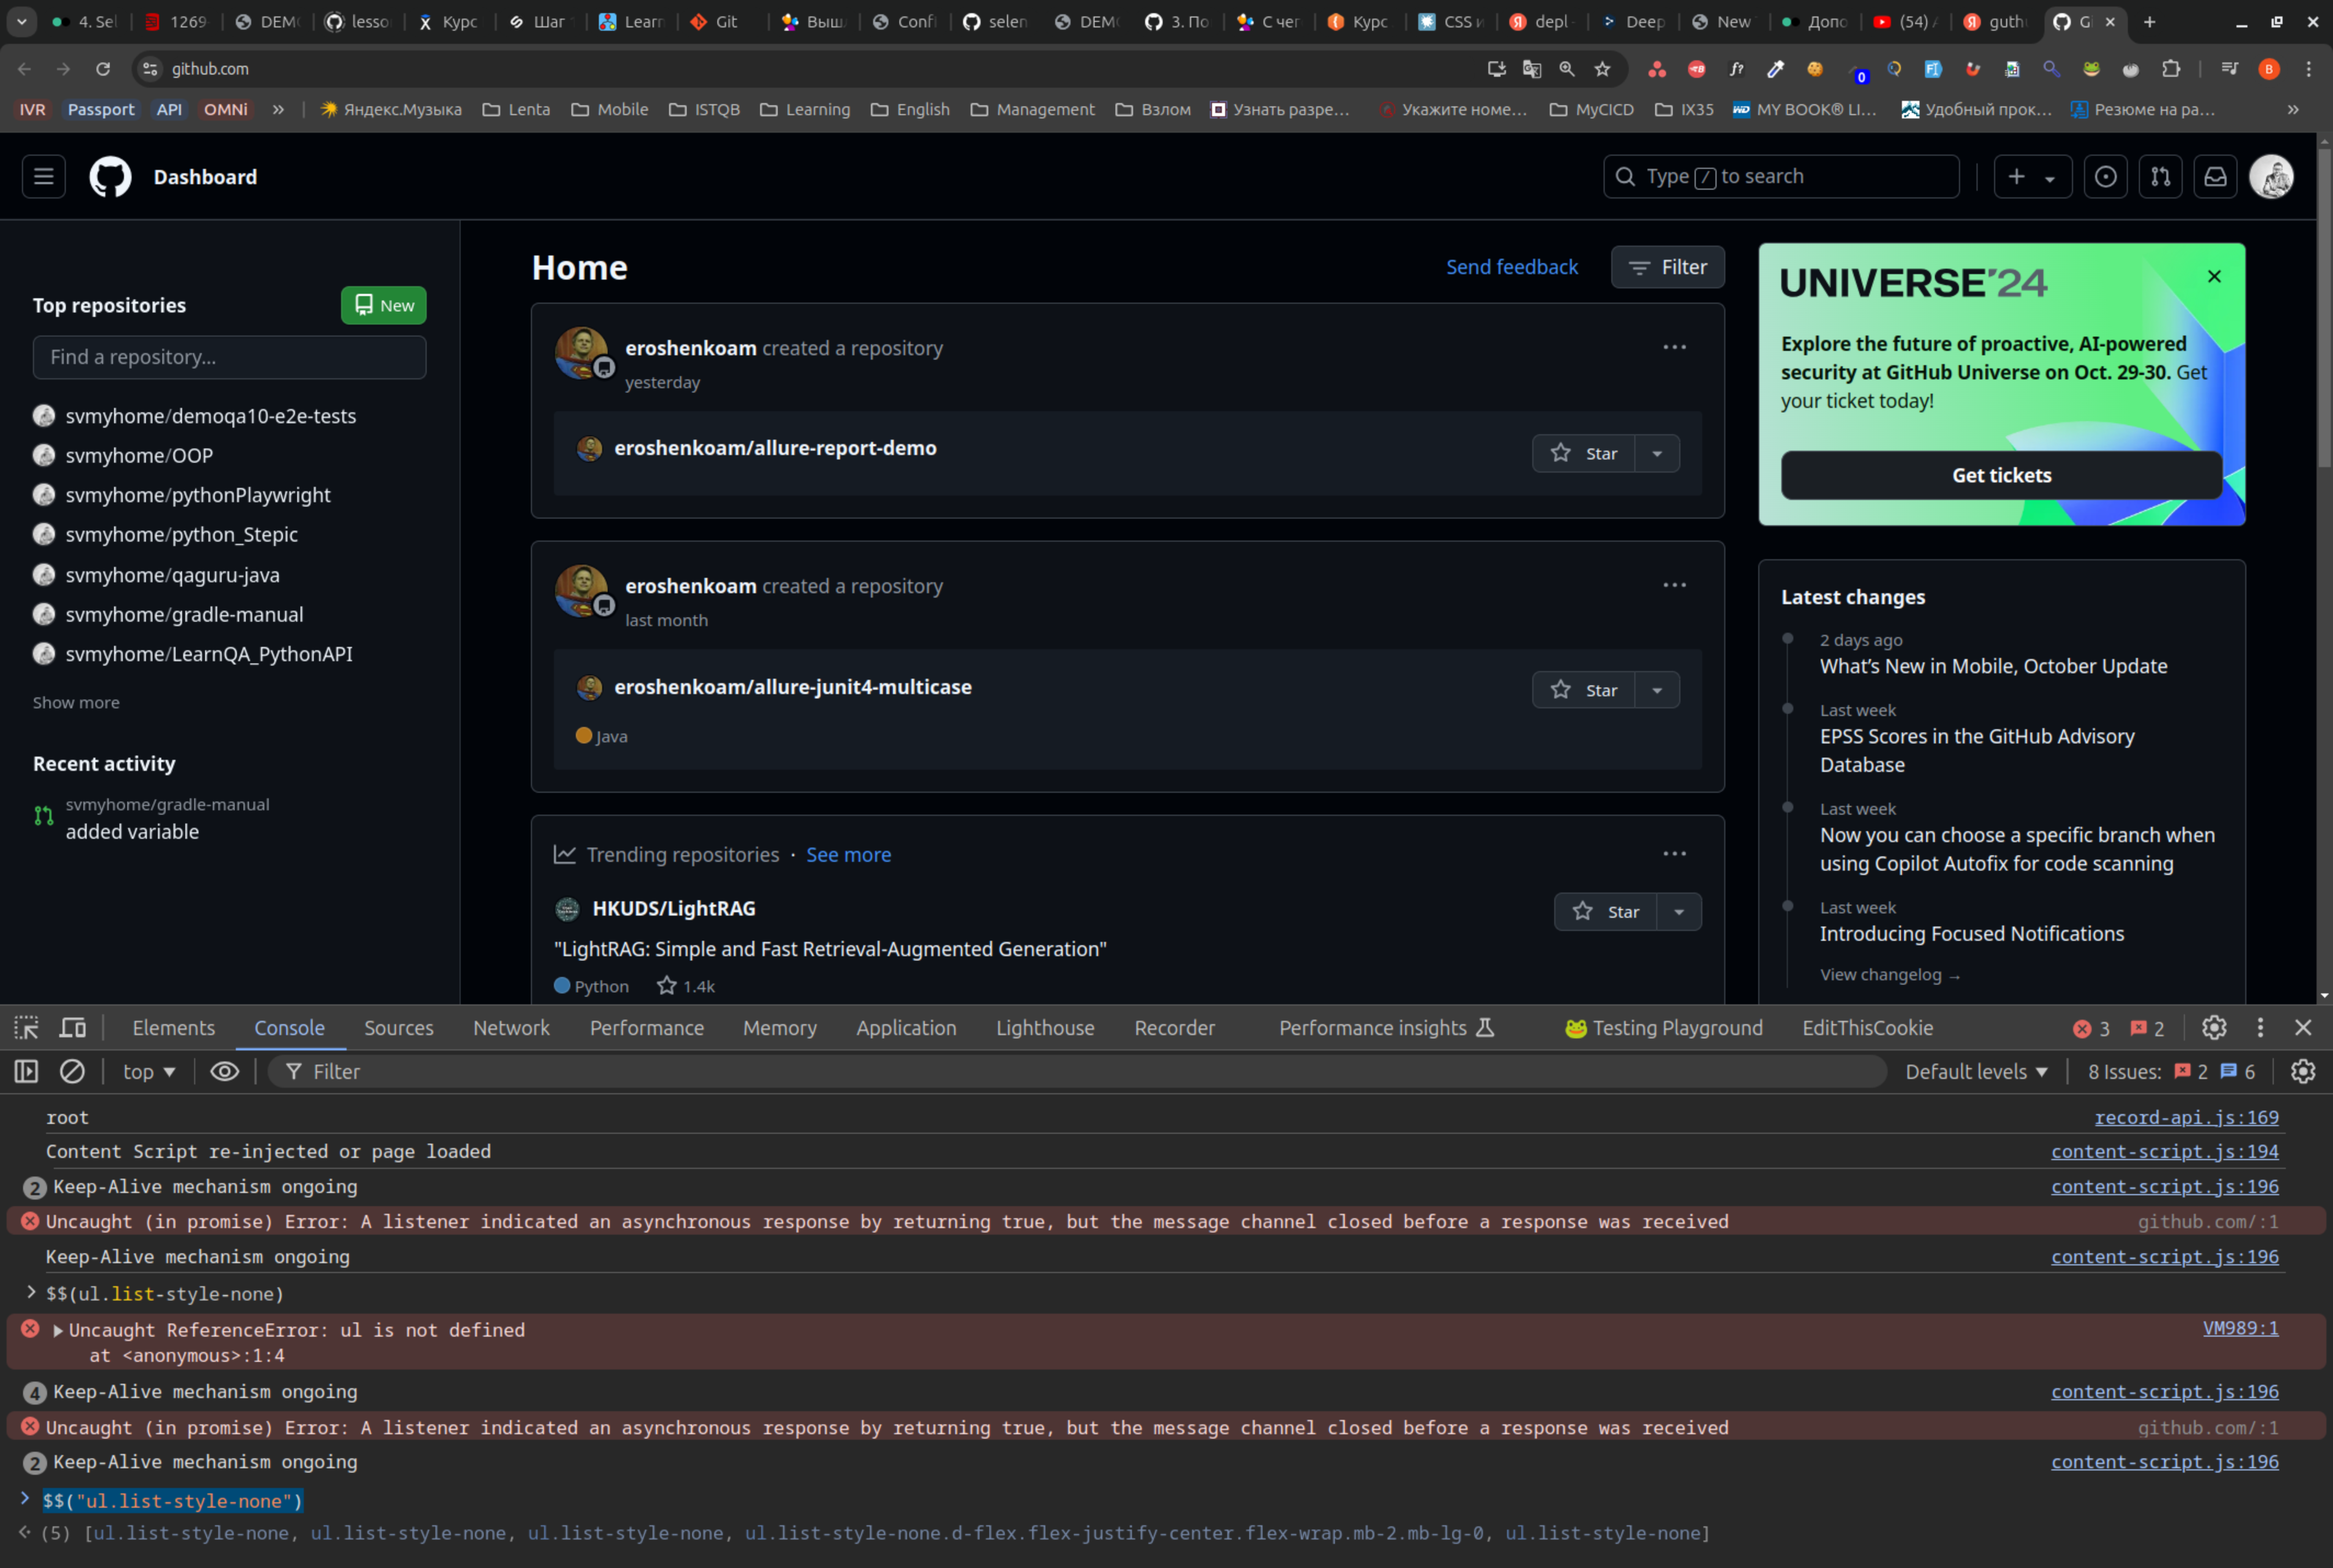 4. Sel
1269
DEM
lesso
Курс
Шаг
Learn
Git
Выш
Confi
selen
DEM
3. По
С чег
Курс
CSS и
depl
Deep
New
Допо
(54)
guth
G
github.com
IVR Passport API OMNi » Яндекс.Музыка Lenta Mobile ISTQB Learning English Management Взлом Узнать разре... Укажите номе... MyCICD IX35 MY BOOK® LI... Удобный прок... Резюме на ра... »
Dashboard
Type / to search
Top repositories
New
Find a repository...
svmyhome/demoqa10-e2e-tests
svmyhome/OOP
svmyhome/pythonPlaywright
svmyhome/python_Stepic
svmyhome/qaguru-java
svmyhome/gradle-manual
svmyhome/LearnQA_PythonAPI
Show more
Recent activity
svmyhome/gradle-manual
added variable
Home
Send feedback
Filter
eroshenkoam created a repository
yesterday
eroshenkoam/allure-report-demo
Star
eroshenkoam created a repository
last month
eroshenkoam/allure-junit4-multicase
Star
Java
Trending repositories · See more
HKUDS/LightRAG
Star
"LightRAG: Simple and Fast Retrieval-Augmented Generation"
Python 1.4k
UNIVERSE'24
Explore the future of proactive, AI-powered
security at GitHub Universe on Oct. 29-30. Get
your ticket today!
Get tickets
Latest changes
2 days ago
What's New in Mobile, October Update
Last week
EPSS Scores in the GitHub Advisory
Database
Last week
Now you can choose a specific branch when
using Copilot Autofix for code scanning
Last week
Introducing Focused Notifications
View changelog →
Elements Console Sources Network Performance Memory Application Lighthouse Recorder Performance insights Testing Playground EditThisCookie 3 2
top Filter Default levels 8 Issues: 2 6
root record-api.js:169
Content Script re-injected or page loaded content-script.js:194
2 Keep-Alive mechanism ongoing content-script.js:196
Uncaught (in promise) Error: A listener indicated an asynchronous response by returning true, but the message channel closed before a response was received github.com/:1
Keep-Alive mechanism ongoing content-script.js:196
> $$(ul.list-style-none)
Uncaught ReferenceError: ul is not defined VM989:1
at <anonymous>:1:4
4 Keep-Alive mechanism ongoing content-script.js:196
Uncaught (in promise) Error: A listener indicated an asynchronous response by returning true, but the message channel closed before a response was received github.com/:1
2 Keep-Alive mechanism ongoing content-script.js:196
> $$("ul.list-style-none")
(5) [ul.list-style-none, ul.list-style-none, ul.list-style-none, ul.list-style-none.d-flex.flex-justify-center.flex-wrap.mb-2.mb-lg-0, ul.list-style-none]